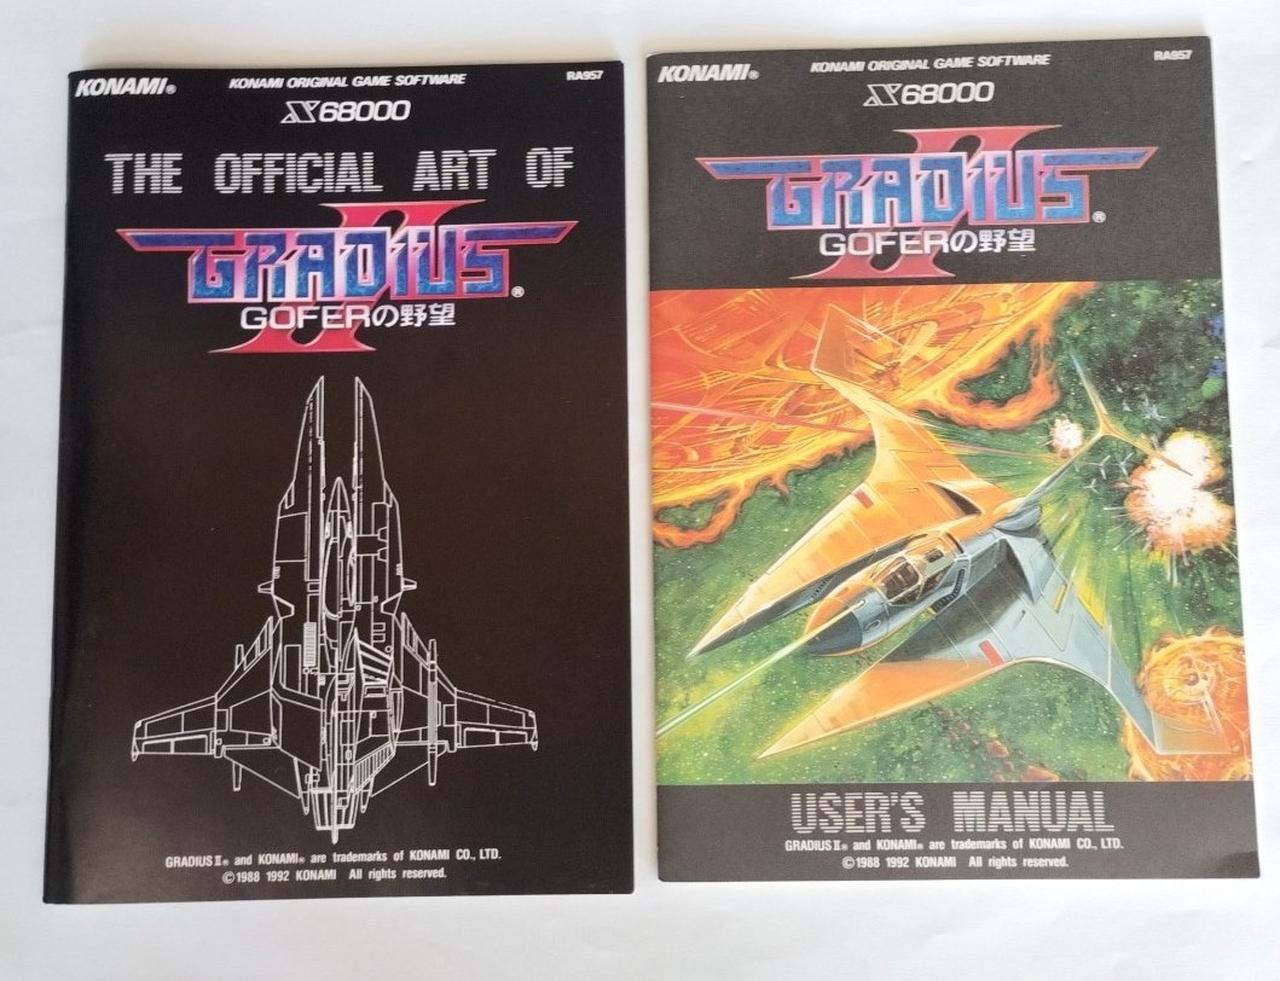 KONAMI®
KONAMI ORIGINAL GAME SOFTWARE
RA957
X68000
THE OFFICIAL ART OF
GRADIUS II®
GOFERの野望
GRADIUS II® and KONAMI® are trademarks of KONAMI CO., LTD.
©1988 1992 KONAMI All rights reserved.
KONAMI®
KONAMI ORIGINAL GAME SOFTWARE
RA957
X68000
GRADIUS II®
GOFERの野望
USER'S MANUAL
GRADIUS II® and KONAMI® are trademarks of KONAMI CO., LTD.
©1988 1992 KONAMI All rights reserved.